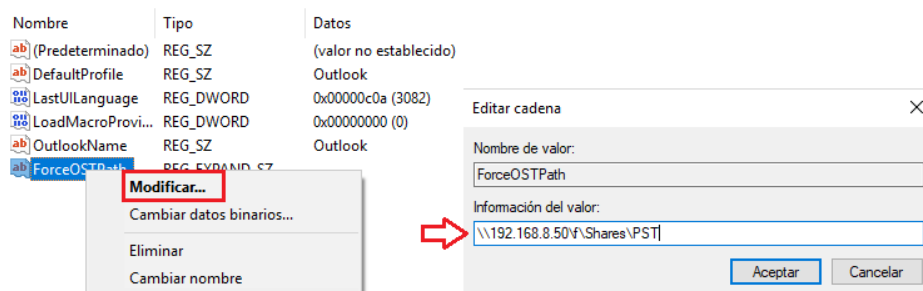 Nombre Tipo Datos
(Predeterminado) REG_SZ (valor no establecido)
DefaultProfile REG_SZ Outlook
LastUILanguage REG_DWORD 0x00000c0a (3082)
LoadMacroProvi... REG_DWORD 0x00000000 (0)
OutlookName REG_SZ Outlook
ForceOSTPath REG_EXPAND_SZ
Modificar...
Cambiar datos binarios...
Eliminar
Cambiar nombre
Editar cadena
Nombre de valor:
ForceOSTPath
Información del valor:
\\192.168.8.50\f\Shares\PST
Aceptar Cancelar